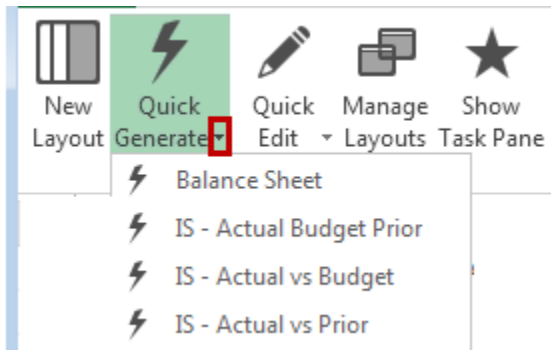 New Quick Quick Manage Show
Layout Generate Edit Layouts Task Pane
Balance Sheet
IS - Actual Budget Prior
IS - Actual vs Budget
IS - Actual vs Prior